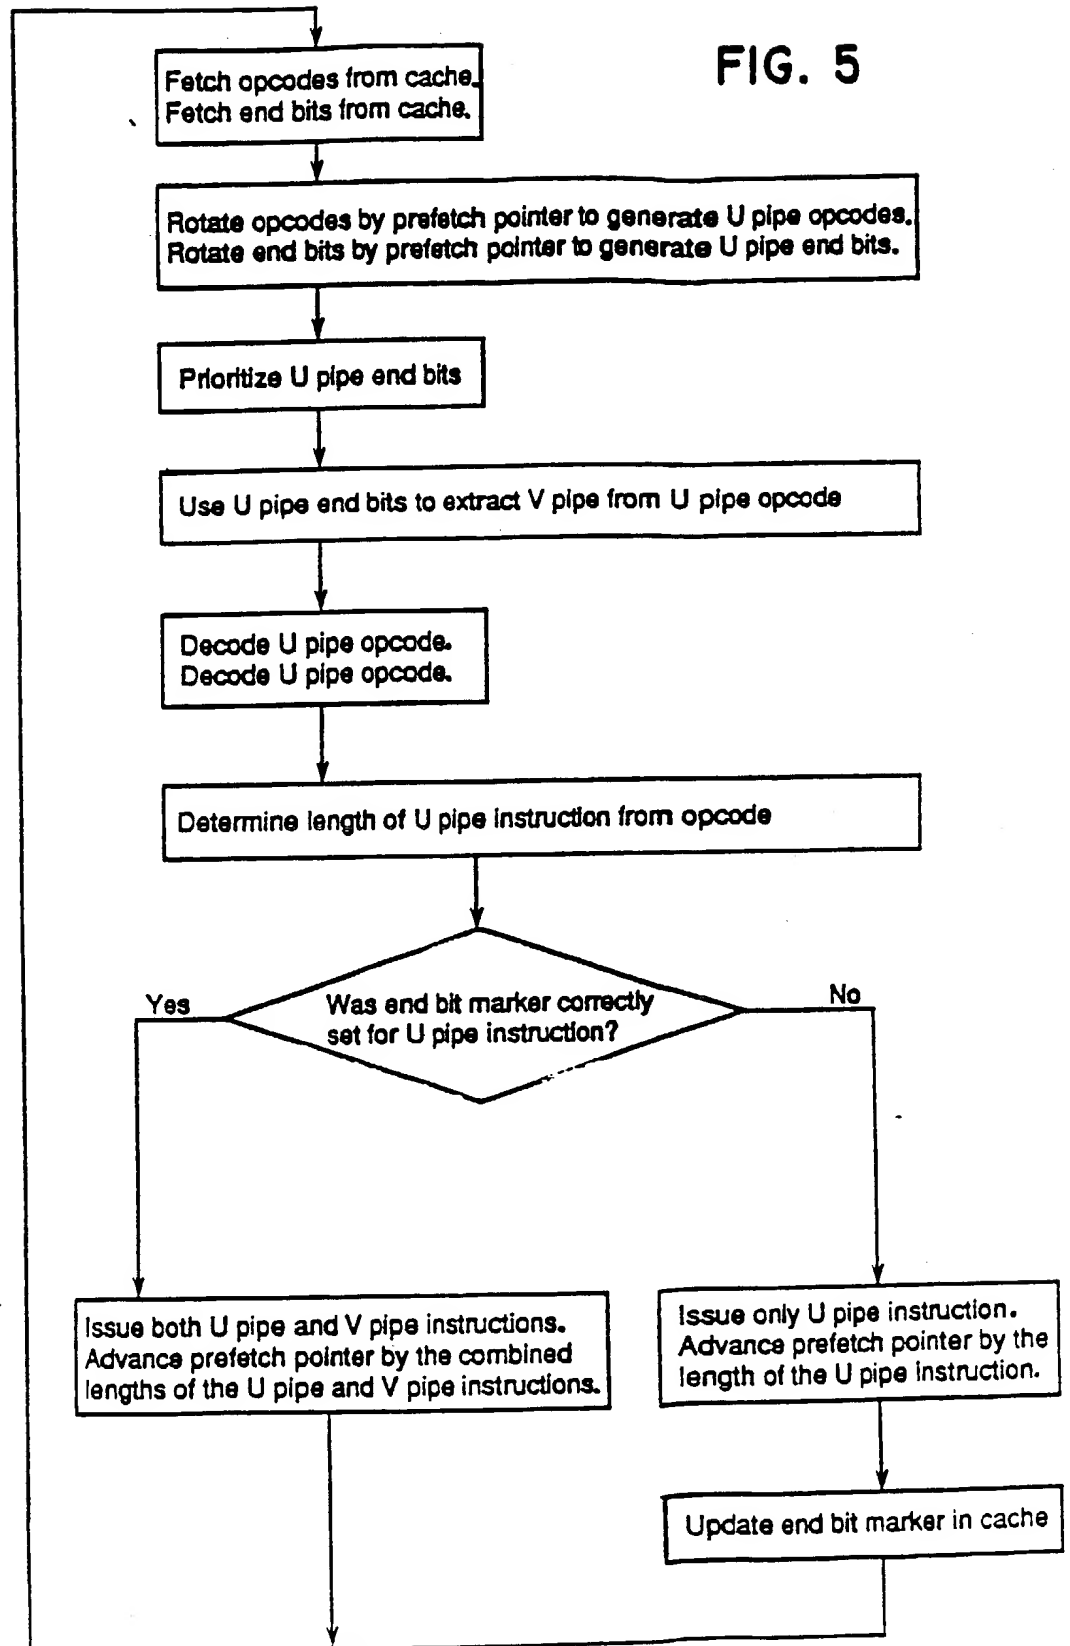 FIG. 5
Fetch opcodes from cache.
Fetch end bits from cache.
Rotate opcodes by prefetch pointer to generate U pipe opcodes.
Rotate end bits by prefetch pointer to generate U pipe end bits.
Prioritize U pipe end bits
Use U pipe end bits to extract V pipe from U pipe opcode
Decode U pipe opcode.
Decode U pipe opcode.
Determine length of U pipe instruction from opcode
Yes
Was end bit marker correctly
set for U pipe instruction?
No
Issue both U pipe and V pipe instructions.
Advance prefetch pointer by the combined
lengths of the U pipe and V pipe instructions.
Issue only U pipe instruction.
Advance prefetch pointer by the
length of the U pipe instruction.
Update end bit marker in cache